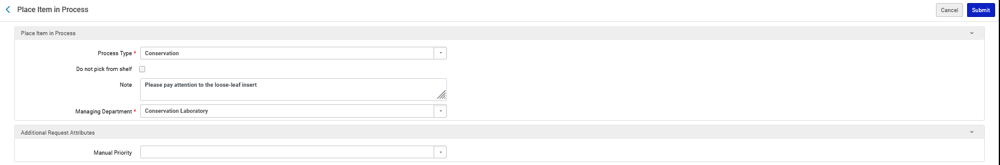 Place Item in Process
Cancel
Submit
Place Item in Process
Process Type * Conservation
Do not pick from shelf
Note Please pay attention to the loose-leaf insert
Managing Department * Conservation Laboratory
Additional Request Attributes
Manual Priority